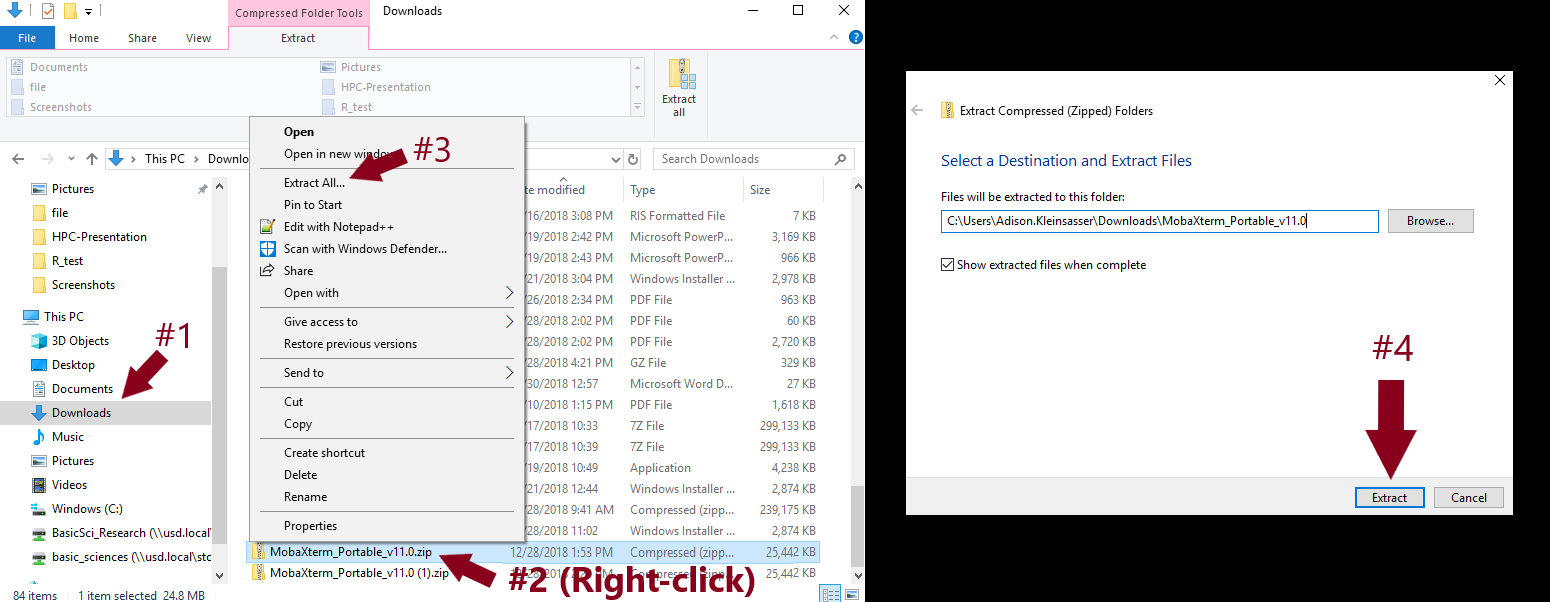 Compressed Folder Tools
Downloads
File
Home
Share
View
Extract
Documents
Pictures
file
HPC-Presentation
Screenshots
R_test
Extract
all
This PC
Downlo
Search Downloads
Pictures
file
HPC-Presentation
R_test
Screenshots
This PC
3D Objects
Desktop
Documents
Downloads
Music
Pictures
Videos
Windows (C:)
BasicSci_Research (\\usd.local
basic_sciences (\\usd.local\sto
84 items
1 item selected 24.8 MB
#1
Open
Open in new windo
Extract All...
Pin to Start
Edit with Notepad++
Scan with Windows Defender...
Share
Open with
Give access to
Restore previous versions
Send to
Cut
Copy
Create shortcut
Delete
Rename
Properties
#3
te modified Type Size
/16/2018 3:08 PM RIS Formatted File 7 KB
/19/2018 2:42 PM Microsoft PowerP... 3,169 KB
/19/2018 2:43 PM Microsoft PowerP... 966 KB
/21/2018 3:04 PM Windows Installer ... 2,978 KB
/26/2018 2:34 PM PDF File 963 KB
/28/2018 2:02 PM PDF File 60 KB
/28/2018 2:02 PM PDF File 2,720 KB
/28/2018 4:21 PM GZ File 329 KB
/30/2018 12:57 Microsoft Word D... 27 KB
/10/2018 1:15 PM PDF File 1,618 KB
/17/2018 10:33 7Z File 299,133 KB
/17/2018 10:39 7Z File 299,133 KB
/19/2018 10:49 Application 4,238 KB
/21/2018 12:44 Windows Installer ... 2,874 KB
/28/2018 9:41 AM Compressed (zipp... 239,175 KB
/28/2018 11:02 Windows Installer ... 2,874 KB
MobaXterm_Portable_v11.0.zip 12/28/2018 1:53 PM Compressed (zipp... 25,442 KB
MobaXterm_Portable_v11.0 (1).zip 25,442 KB
#2 (Right-click)
Extract Compressed (Zipped) Folders
Select a Destination and Extract Files
Files will be extracted to this folder:
C:\Users\Adison.Kleinsasser\Downloads\MobaXterm_Portable_v11.0
Browse...
Show extracted files when complete
#4
Extract
Cancel